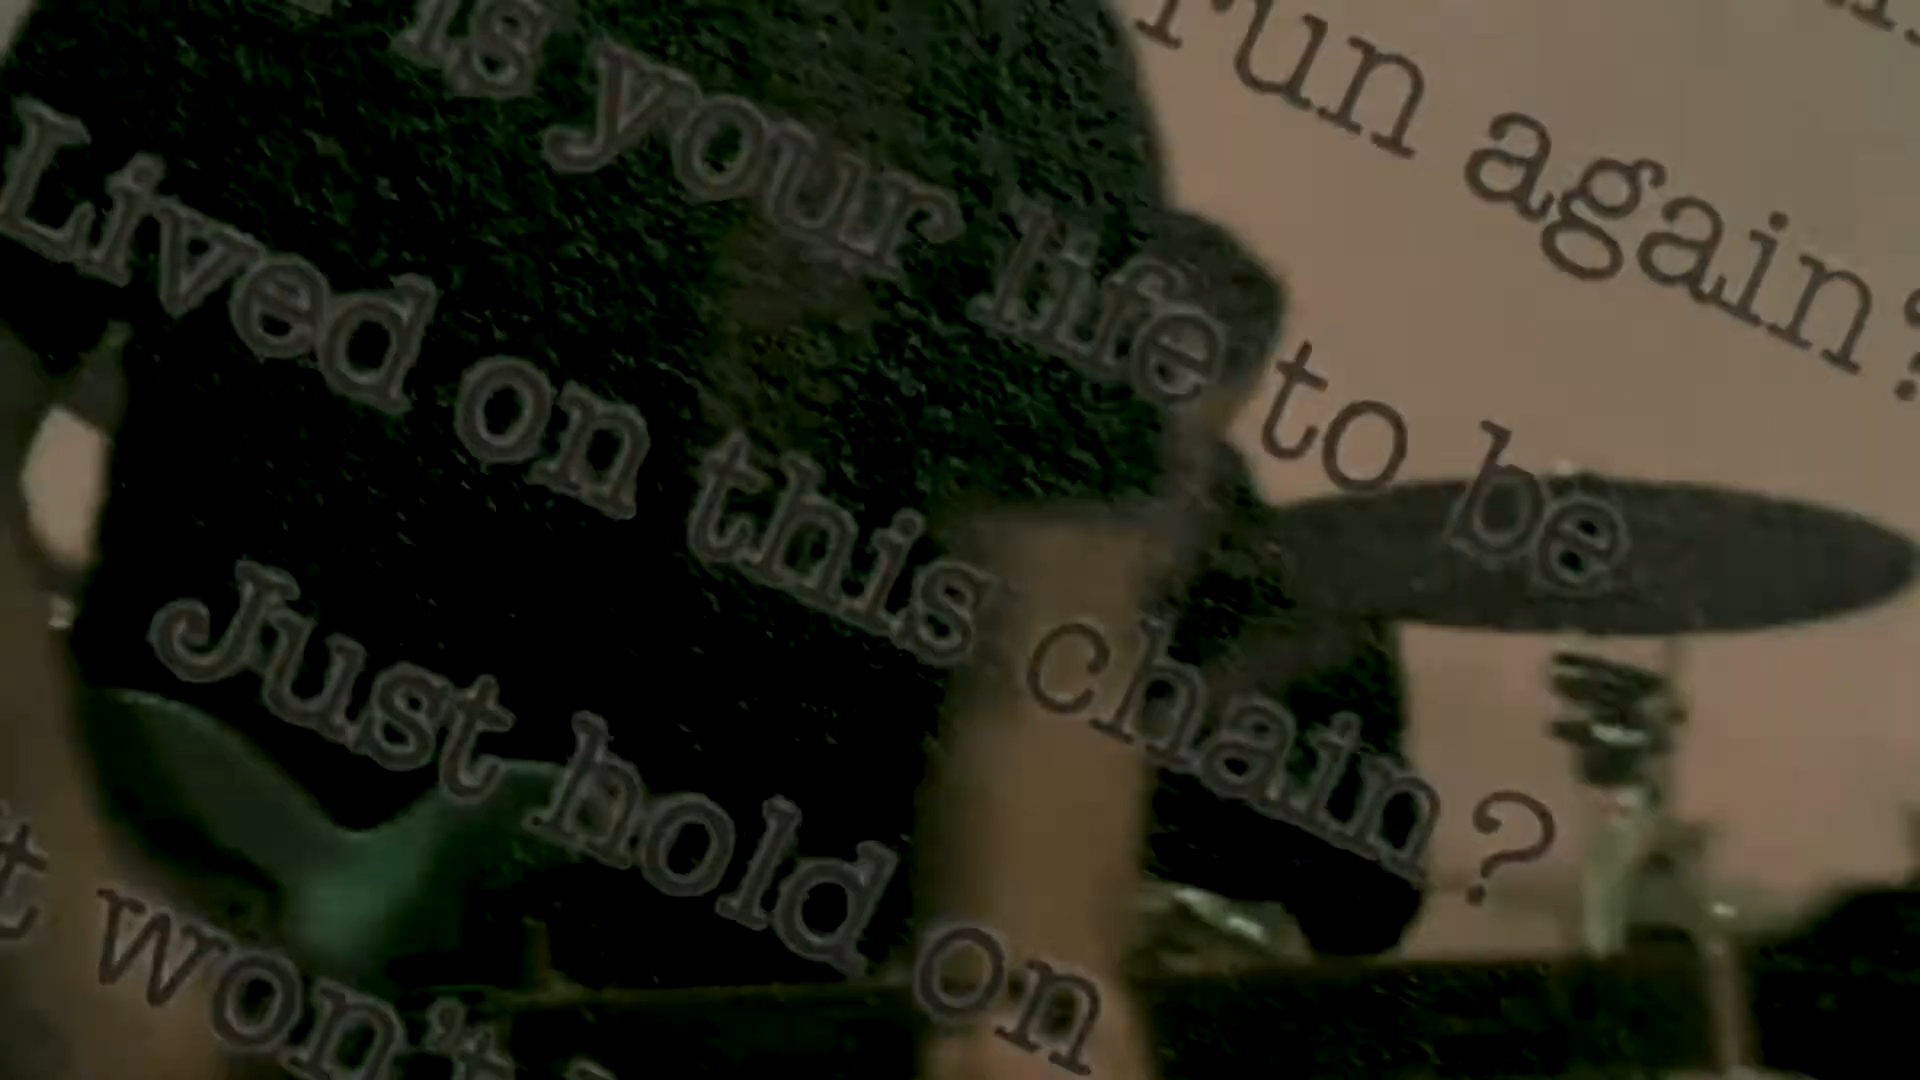 run again?
is your life to be
Lived on this chain?
Just hold on
won't